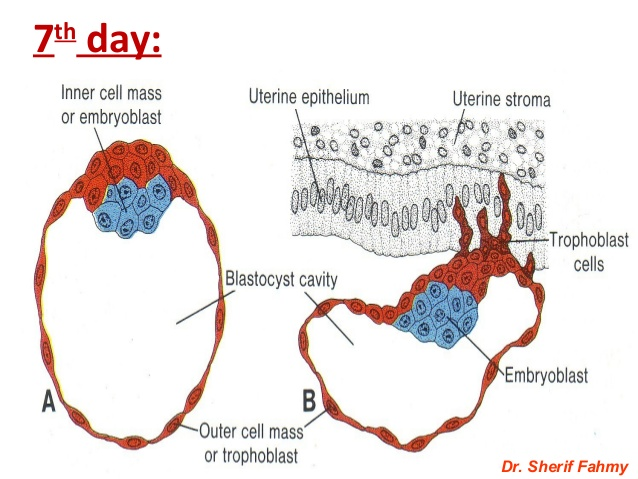 7th day:
Inner cell mass
or embryoblast
Uterine epithelium
Uterine stroma
Trophoblast
cells
Blastocyst cavity
Embryoblast
A
B
Outer cell mass
or trophoblast
Dr. Sherif Fahmy